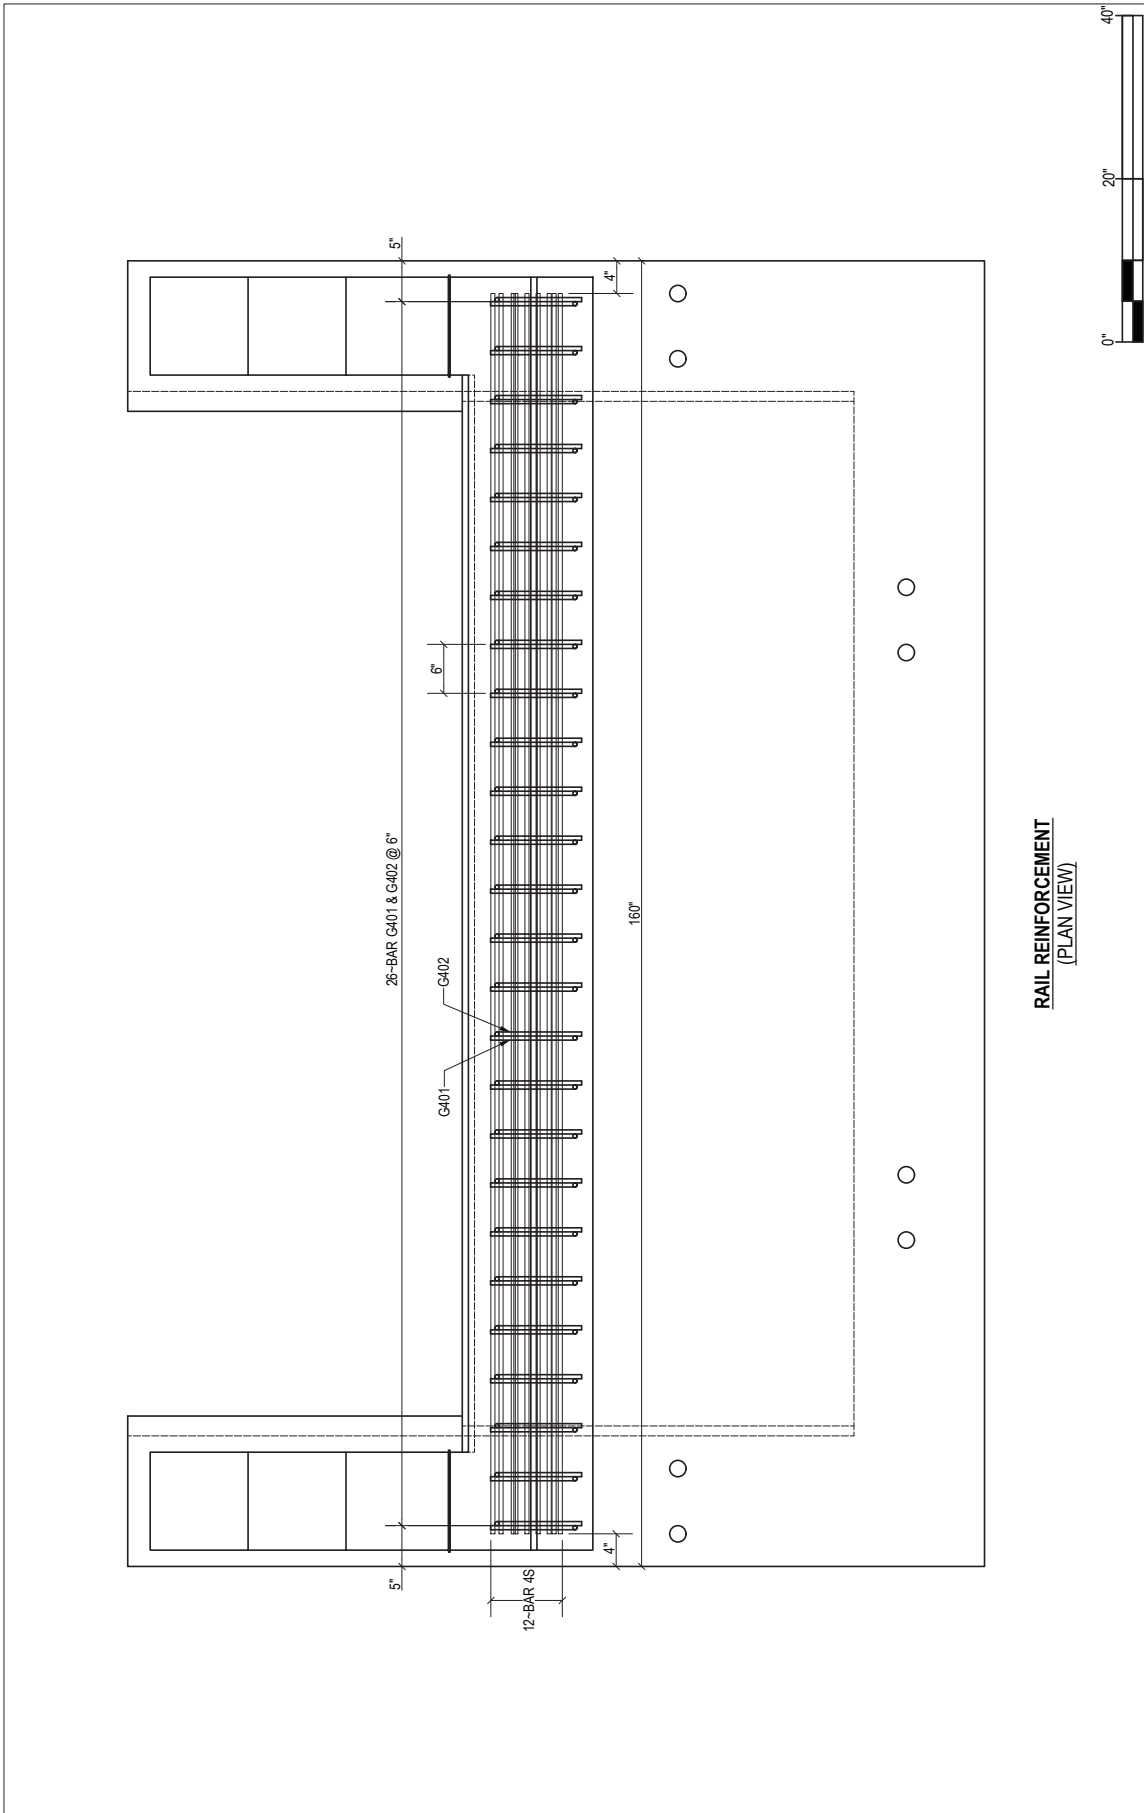 5"
26~BAR G401 & G402 @ 6"
5"
G401
G402
6"
12~BAR 4S
4"
160"
4"
RAIL REINFORCEMENT
(PLAN VIEW)
0"
20"
40"